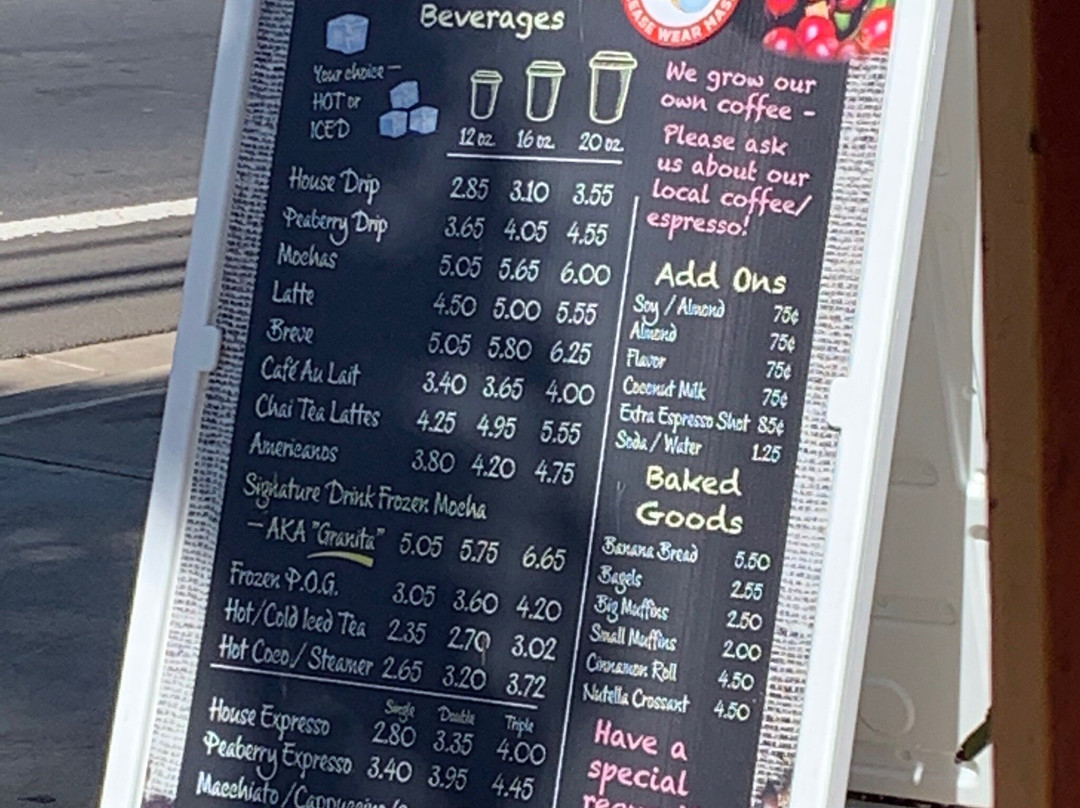 Beverages
Your choice –
HOT or
ICED
12 oz. 16 oz. 20 oz.
House Drip 2.85 3.10 3.55
Peaberry Drip 3.65 4.05 4.55
Mochas 5.05 5.65 6.00
Latte 4.50 5.00 5.55
Breve 5.05 5.80 6.25
Café Au Lait 3.40 3.65 4.00
Chai Tea Lattes 4.25 4.95 5.55
Americanos 3.80 4.20 4.75
Signature Drink Frozen Mocha
– AKA "Granita" 5.05 5.75 6.65
Frozen P.O.G. 3.05 3.60 4.20
Hot/Cold Iced Tea 2.35 2.70 3.02
Hot Coco / Steamer 2.65 3.20 3.72
Single Double Triple
House Expresso 2.80 3.35 4.00
Peaberry Expresso 3.40 3.95 4.45
Macchiato /
WEAR MAS
We grow our
own coffee –
Please ask
us about our
local coffee/
espresso!
Add Ons
Soy / Almond 75¢
Almond 75¢
Flavor 75¢
Coconut Milk 75¢
Extra Espresso Shot 85¢
Soda / Water 1.25
Baked
Goods
Banana Bread 5.50
Bagels 2.55
Big Muffins 2.50
Small Muffins 2.00
Cinnamon Roll 4.50
Nutella Crossant 4.50
Have a
special